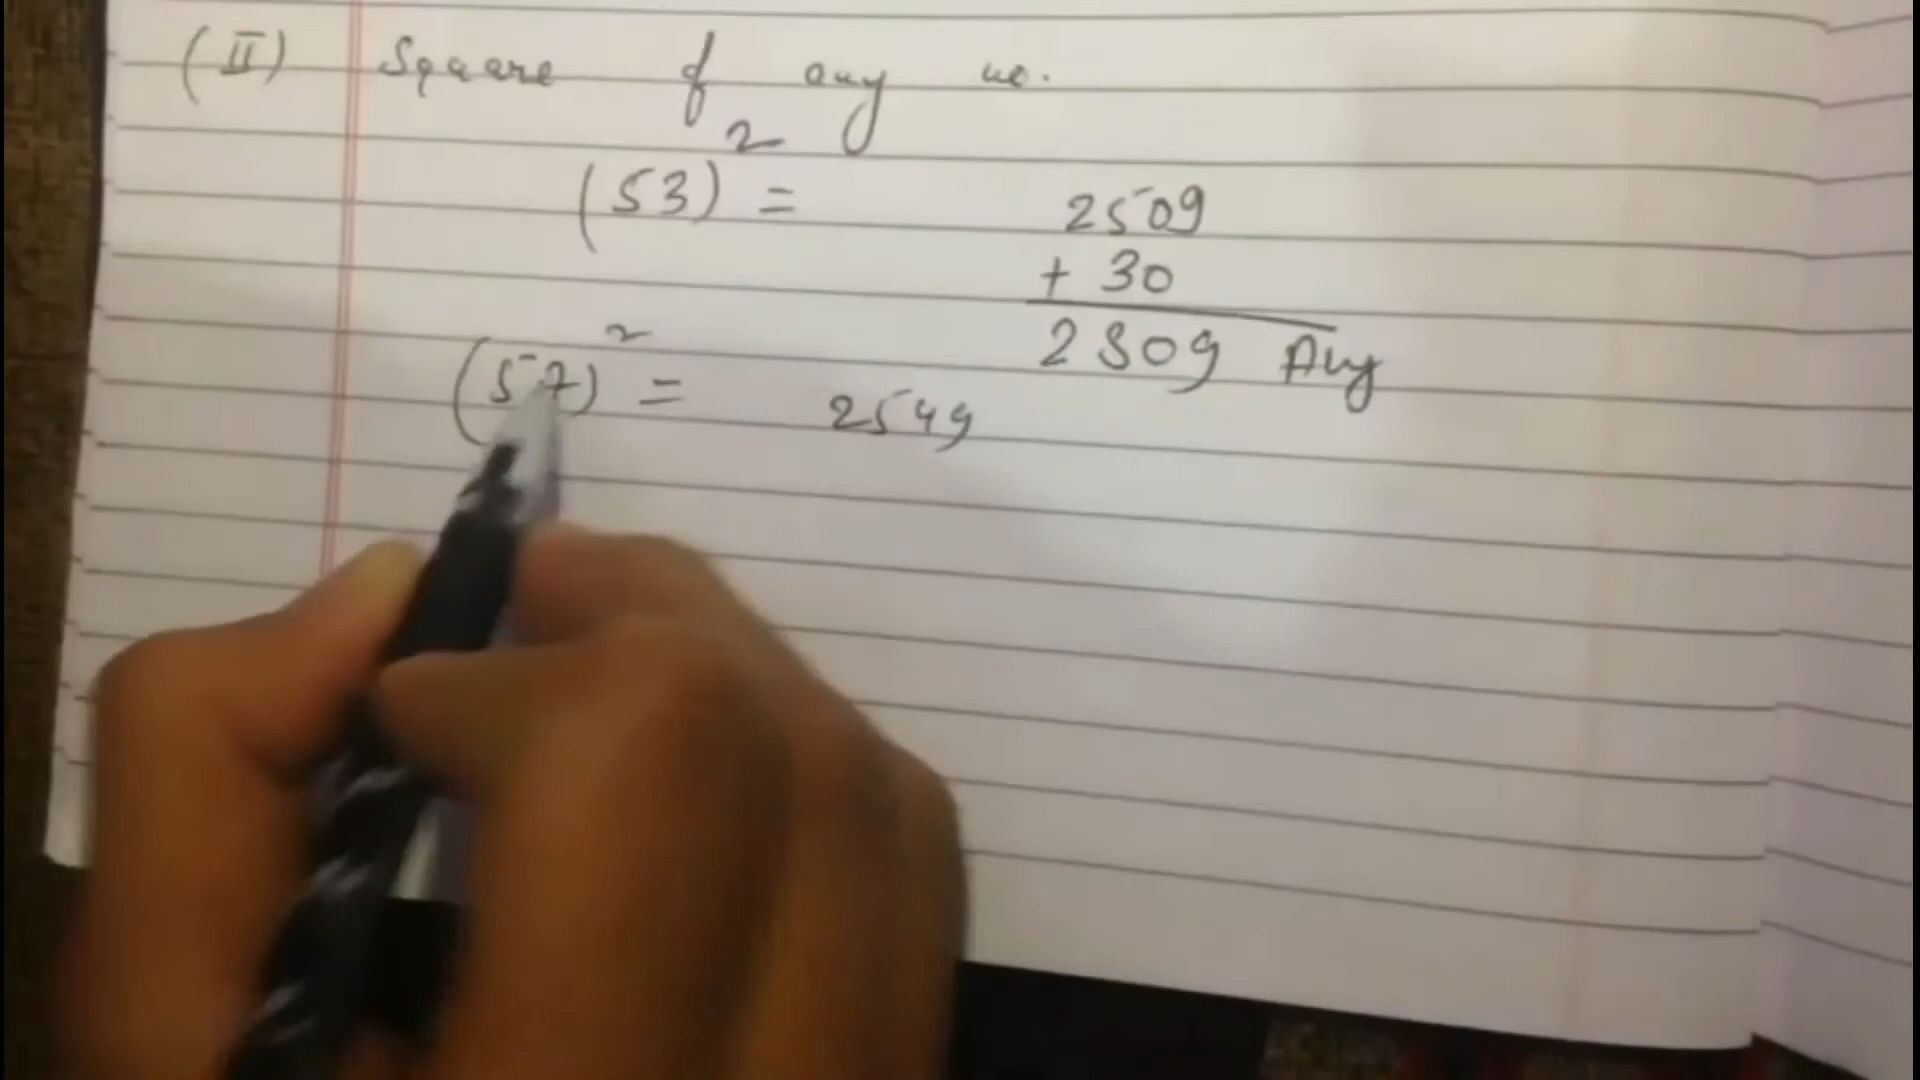 (II) Square of any no.
(53)² = 2509
+ 30
2809 Ans
(57)² = 2549